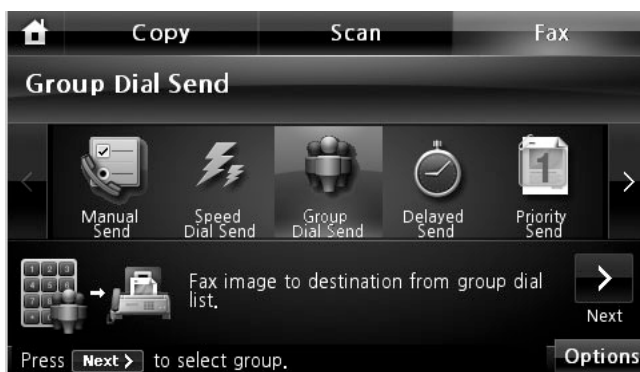 Copy Scan Fax
Group Dial Send
Manual Send
Speed Dial Send
Group Dial Send
Delayed Send
1
Priority Send
Fax image to destination from group dial
list.
Next
Press Next > to select group.
Options